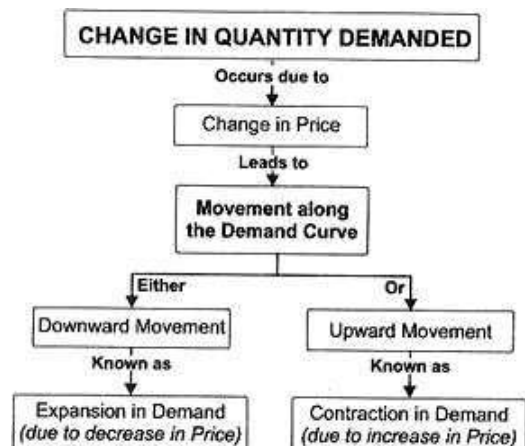 CHANGE IN QUANTITY DEMANDED
Occurs due to
Change in Price
Leads to
Movement along
the Demand Curve
Either
Or
Downward Movement
Upward Movement
Known as
Known as
Expansion in Demand
(due to decrease in Price)
Contraction in Demand
(due to increase in Price)